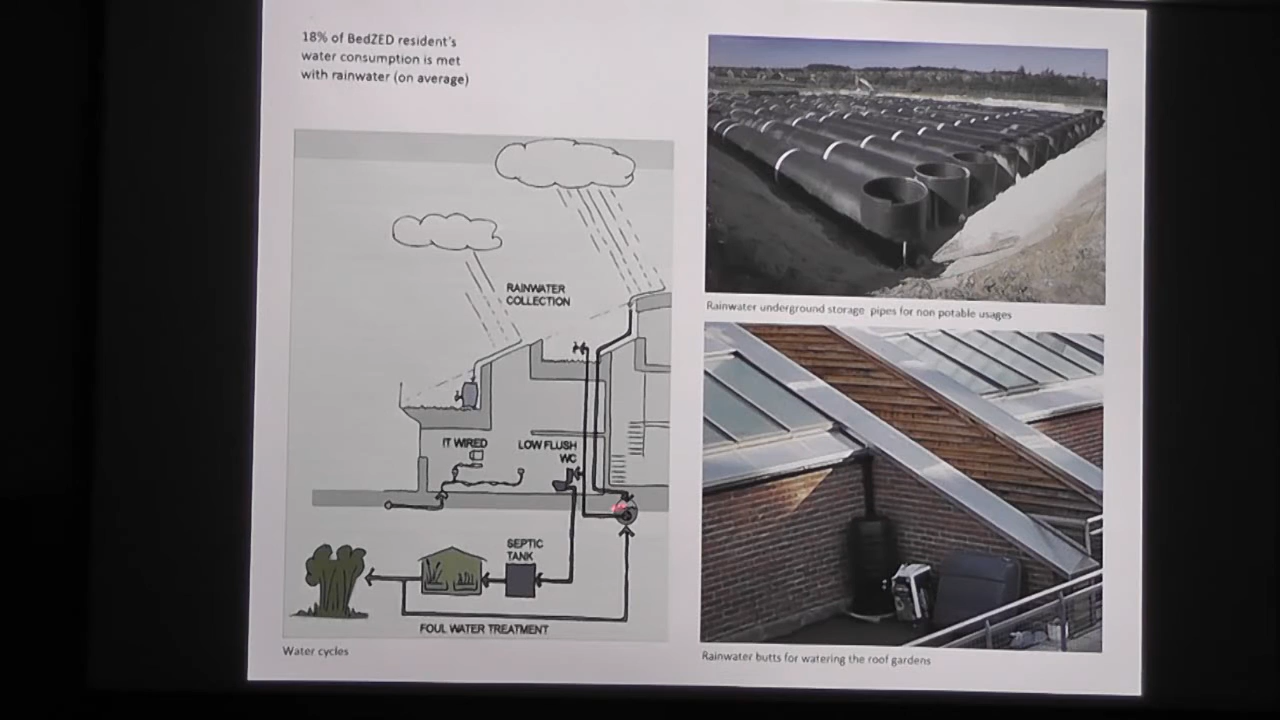 18% of BedZED resident's
water consumption is met
with rainwater (on average)
RAINWATER
COLLECTION
IT WIRED
LOW FLUSH
WC
SEPTIC
TANK
FOUL WATER TREATMENT
Water cycles
Rainwater underground storage pipes for non potable usages
Rainwater butts for watering the roof gardens